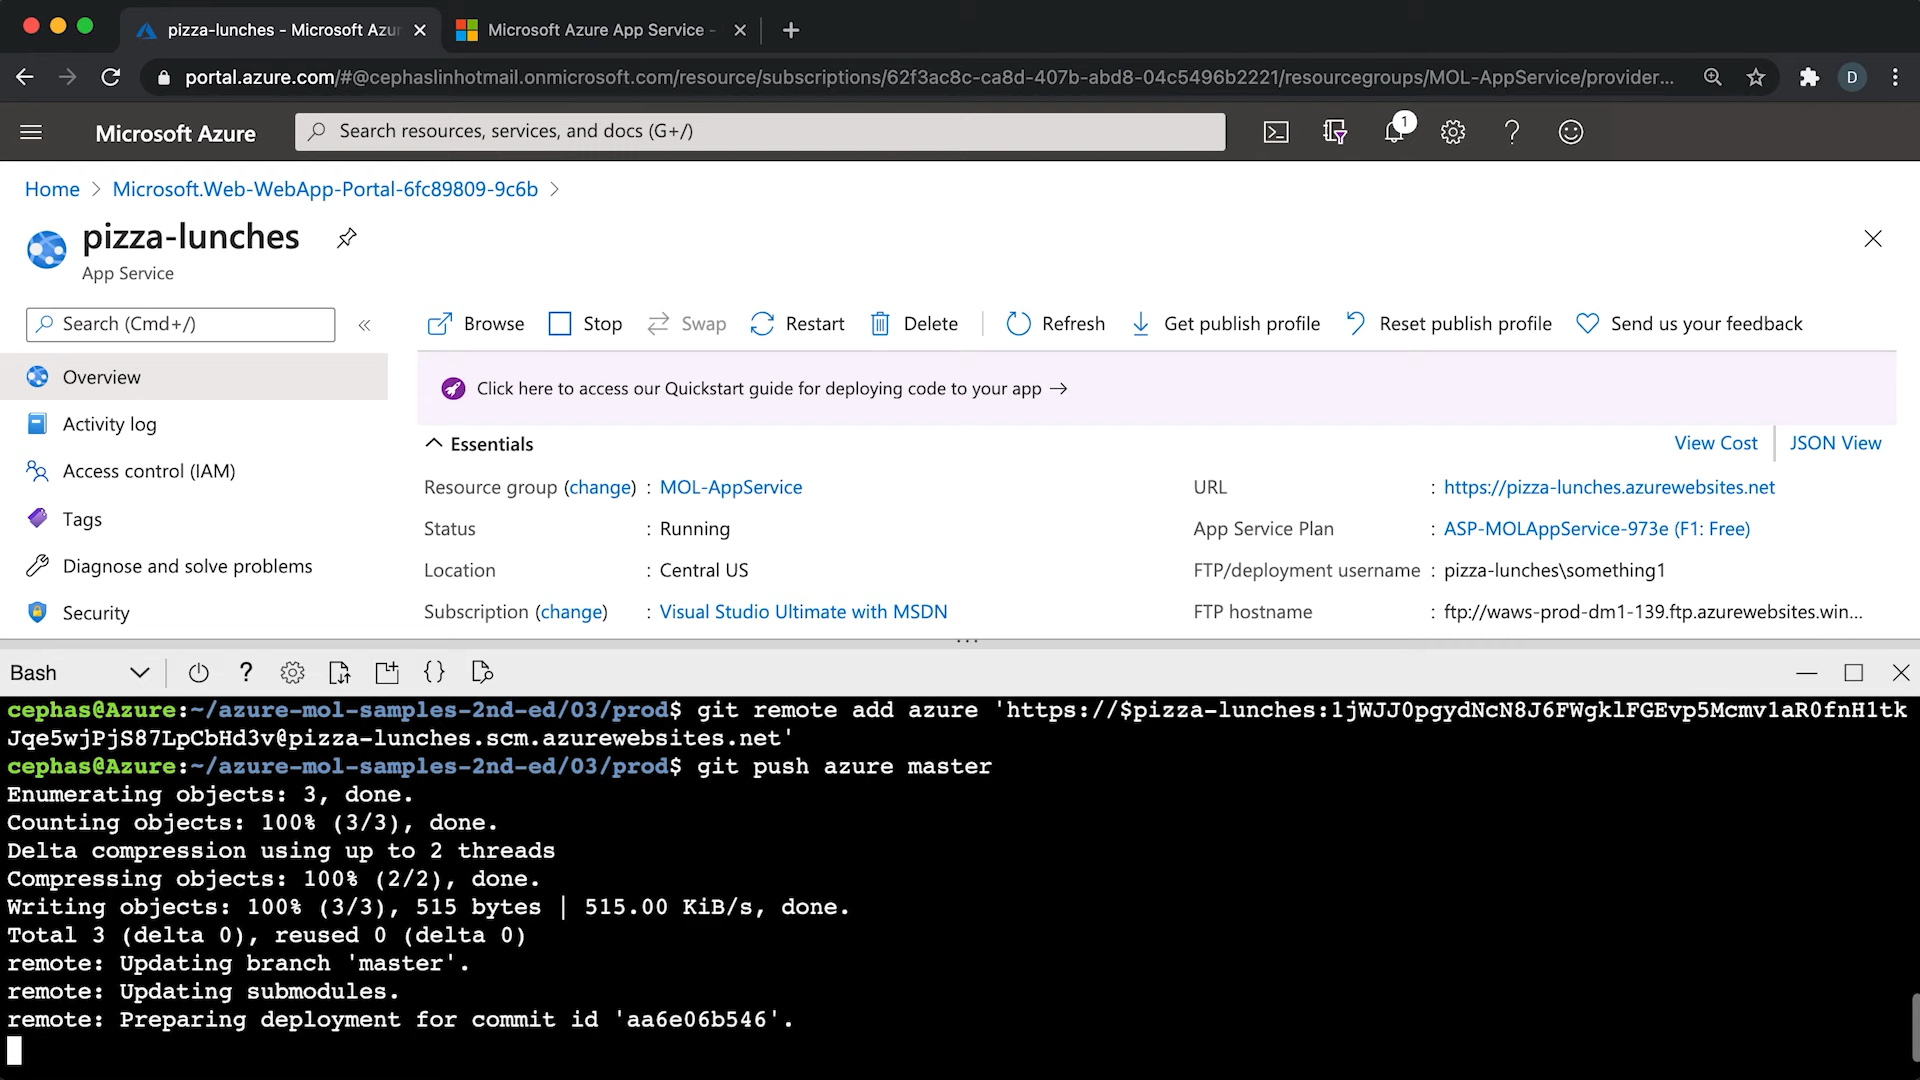 pizza-lunches - Microsoft Azur
Microsoft Azure App Service -
portal.azure.com/#@cephaslinhotmail.onmicrosoft.com/resource/subscriptions/62f3ac8c-ca8d-407b-abd8-04c5496b2221/resourcegroups/MOL-AppService/provider...
D
Microsoft Azure
Search resources, services, and docs (G+/)
1
Home > Microsoft.Web-WebApp-Portal-6fc89809-9c6b >
pizza-lunches
App Service
Search (Cmd+/)
«
Browse Stop Swap Restart Delete Refresh Get publish profile Reset publish profile Send us your feedback
Overview
Activity log
Access control (IAM)
Tags
Diagnose and solve problems
Security
Click here to access our Quickstart guide for deploying code to your app →
Essentials
View Cost JSON View
Resource group (change) : MOL-AppService
Status : Running
Location : Central US
Subscription (change) : Visual Studio Ultimate with MSDN
URL : https://pizza-lunches.azurewebsites.net
App Service Plan : ASP-MOLAppService-973e (F1: Free)
FTP/deployment username : pizza-lunches\something1
FTP hostname : ftp://waws-prod-dm1-139.ftp.azurewebsites.win...
Bash
cephas@Azure:~/azure-mol-samples-2nd-ed/03/prod$ git remote add azure 'https://$pizza-lunches:1jWJJ0pgydNcN8J6FWgklFGEvp5Mcmv1aR0fnH1tk
Jqe5wjPjS87LpCbHd3v@pizza-lunches.scm.azurewebsites.net'
cephas@Azure:~/azure-mol-samples-2nd-ed/03/prod$ git push azure master
Enumerating objects: 3, done.
Counting objects: 100% (3/3), done.
Delta compression using up to 2 threads
Compressing objects: 100% (2/2), done.
Writing objects: 100% (3/3), 515 bytes | 515.00 KiB/s, done.
Total 3 (delta 0), reused 0 (delta 0)
remote: Updating branch 'master'.
remote: Updating submodules.
remote: Preparing deployment for commit id 'aa6e06b546'.